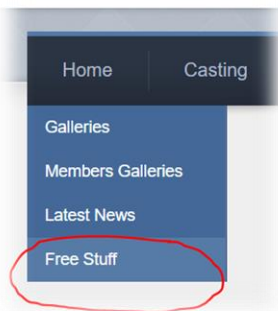 Home Casting
Galleries
Members Galleries
Latest News
Free Stuff